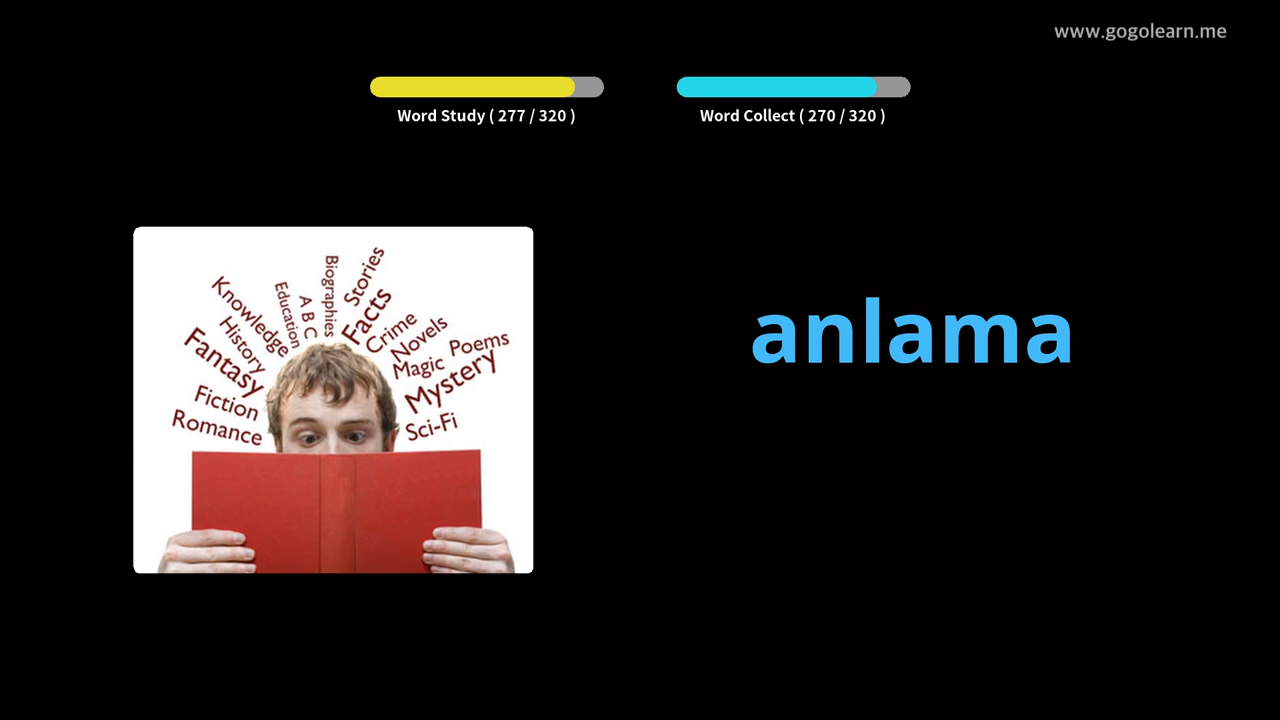 www.gogolearn.me
Word Study ( 277 / 320 )
Word Collect ( 270 / 320 )
Biographies
Stories
Education
A B C
Facts
Knowledge
Crime
History
Novels
Fantasy
Magic
Poems
Mystery
Fiction
Romance
Sci-Fi
anlama